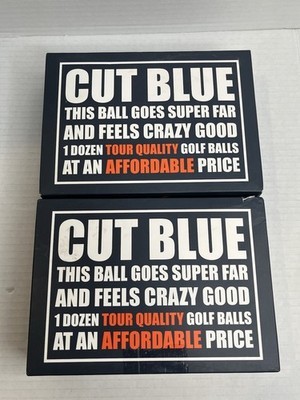 CUT BLUE
THIS BALL GOES SUPER FAR
AND FEELS CRAZY GOOD
1 DOZEN TOUR QUALITY GOLF BALLS
AT AN AFFORDABLE PRICE
CUT BLUE
THIS BALL GOES SUPER FAR
AND FEELS CRAZY GOOD
1 DOZEN TOUR QUALITY GOLF BALLS
AT AN AFFORDABLE PRICE